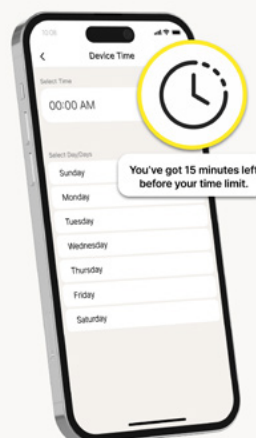 10:06
Device Time
Select Time
00:00 AM
Select Day/Days
Sunday
Monday
Tuesday
Wednesday
Thursday
Friday
Saturday
You've got 15 minutes left
before your time limit.